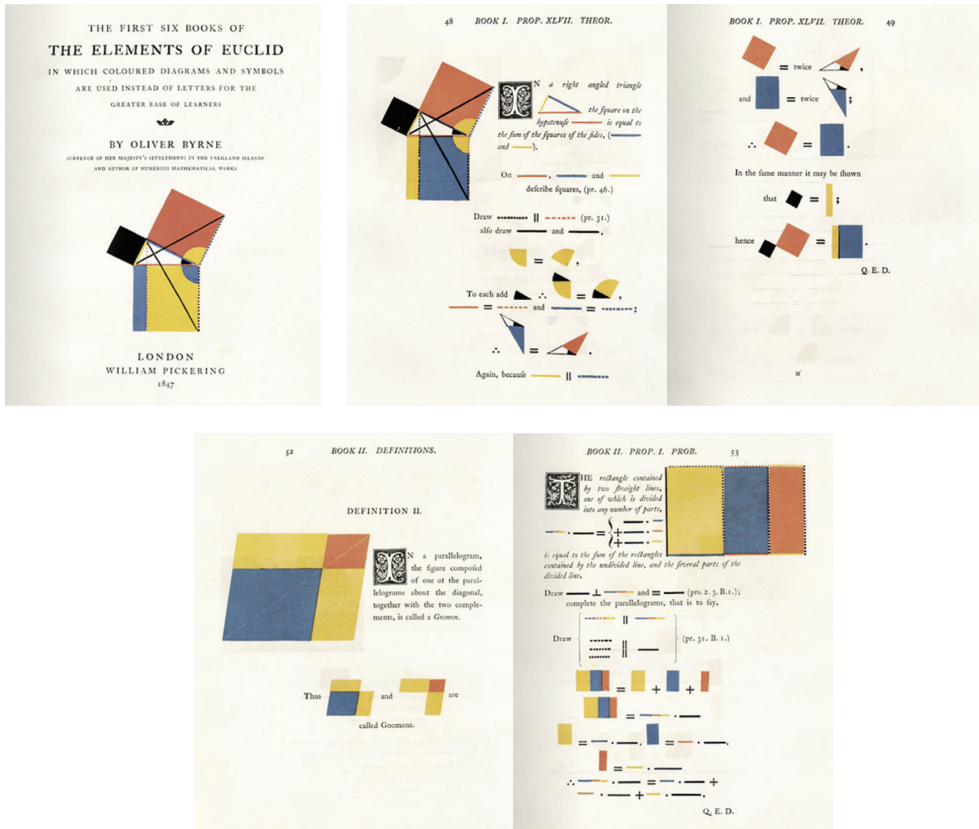 THE FIRST SIX BOOKS OF
THE ELEMENTS OF EUCLID
IN WHICH COLOURED DIAGRAMS AND SYMBOLS
ARE USED INSTEAD OF LETTERS FOR THE
GREATER EASE OF LEARNERS
BY OLIVER BYRNE
SURVEYOR OF HER MAJESTY'S SETTLEMENTS IN THE FALKLAND ISLANDS
AND AUTHOR OF NUMEROUS MATHEMATICAL WORKS
LONDON
WILLIAM PICKERING
1847
48 BOOK I. PROP. XLVII. THEOR.
IN a right angled triangle
the ſquare on the
hypotenuſe is equal to
the ſum of the ſquares of the ſides, (
and ).
On , and
deſcribe ſquares, (pr. 46.)
Draw || (pr. 31.)
alſo draw and .
= ,
To each add ∴ = ,
= and = ;
∴ = .
Again, becauſe ||
BOOK I. PROP. XLVII. THEOR. 49
= twice ,
and = twice ;
∴ = .
In the ſame manner it may be ſhown
that = ;
hence = .
Q. E. D.
H
52 BOOK II. DEFINITIONS.
DEFINITION II.
IN a parallelogram,
the figure compoſed
of one of the paral-
lelograms about the diagonal,
together with the two comple-
ments, is called a Gnomon.
Thus and are
called Gnomons.
BOOK II. PROP. I. PROB. 53
THE rectangle contained
by two ſtraight lines,
one of which is divided
into any number of parts,
· = { · + · + ·
is equal to the ſum of the rectangles
contained by the undivided line, and the ſeveral parts of the
divided line.
Draw ⊥ and = (prs. 2. 3. B. 1.);
complete the parallelograms, that is to ſay,
Draw { || || } (pr. 31. B. 1.)
= + +
= ·
= · , = · .
= ·
∴ · = · +
· + · .
Q. E. D.